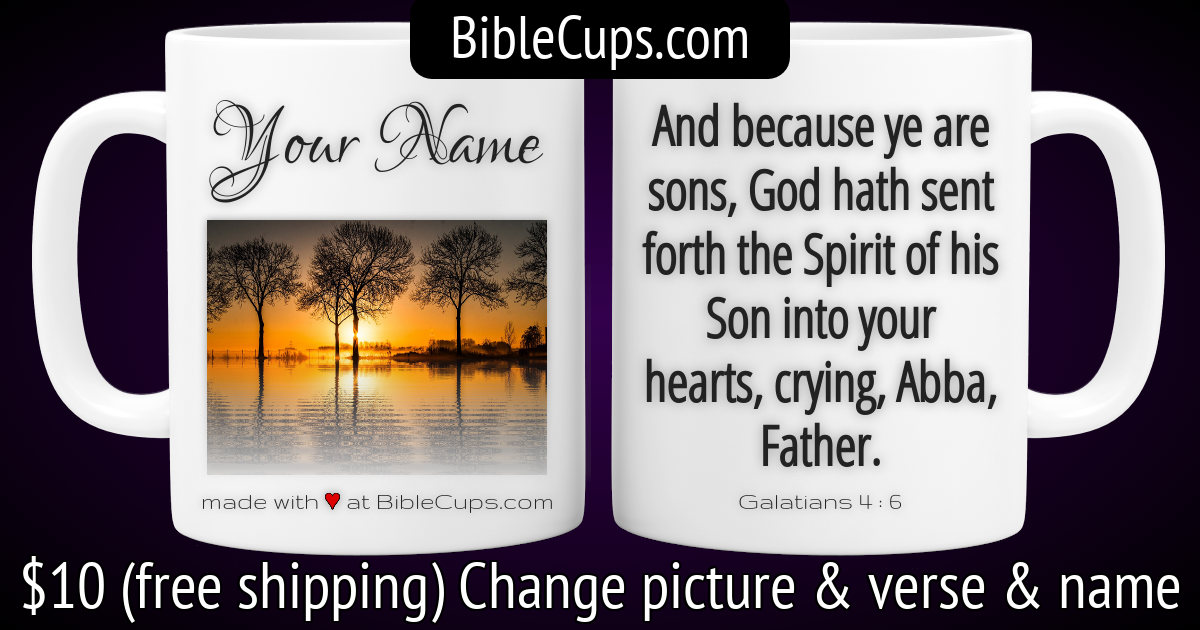 BibleCups.com
Your Name
made with ♥ at BibleCups.com
And because ye are
sons, God hath sent
forth the Spirit of his
Son into your
hearts, crying, Abba,
Father.
Galatians 4 : 6
$10 (free shipping) Change picture & verse & name